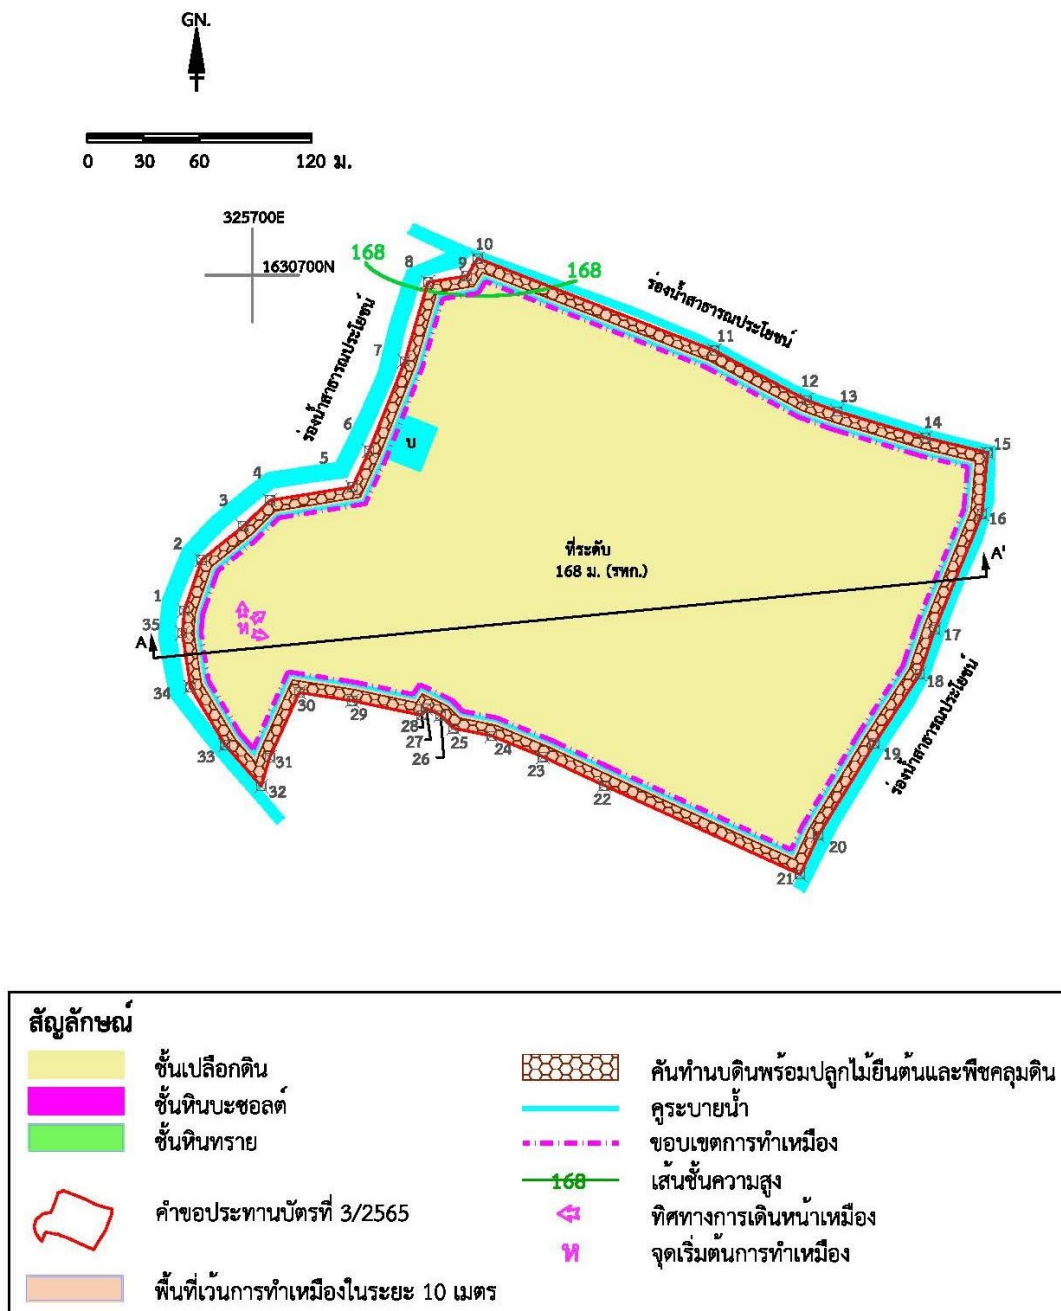 GN.
0 30 60 120 ม.
325700E
1630700N
168
168
ร่องน้ำสาธารณประโยชน์
ร่องน้ำสาธารณประโยชน์
ร่องน้ำสาธารณประโยชน์
1
2
3
4
5
6
7
8
9
10
11
12
13
14
15
16
17
18
19
20
21
22
23
24
25
26
27
28
29
30
31
32
33
34
35
บ
ที่ระดับ
168 ม. (รทก.)
ห
A
A'
สัญลักษณ์
ชั้นเปลือกดิน
ชั้นหินบะซอลต์
ชั้นหินทราย
คำขอประทานบัตรที่ 3/2565
พื้นที่เว้นการทำเหมืองในระยะ 10 เมตร
คันทำนบดินพร้อมปลูกไม้ยืนต้นและพืชคลุมดิน
คูระบายน้ำ
ขอบเขตการทำเหมือง
168 เส้นชั้นความสูง
ทิศทางการเดินหน้าเหมือง
ห จุดเริ่มต้นการทำเหมือง